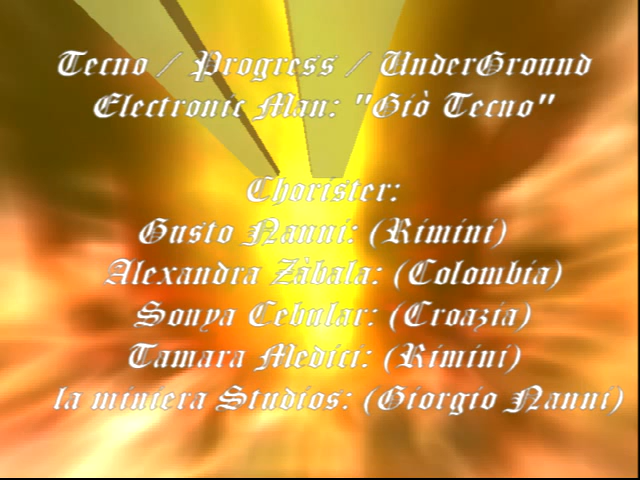 Tecno / Progress / UnderGround
Electronic Man: "Giò Tecno"
Chorister:
Gusto Nanni: (Rimini)
Alexandra Zàbala: (Colombia)
Sonya Cebular: (Croazia)
Tamara Medici: (Rimini)
la miniera Studios: (Giorgio Nanni)